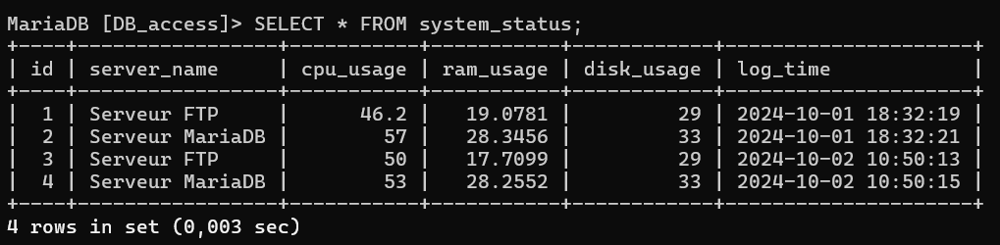 MariaDB [DB_access]> SELECT * FROM system_status;
+----+-----------------+-----------+-----------+------------+---------------------+
| id | server_name     | cpu_usage | ram_usage | disk_usage | log_time            |
+----+-----------------+-----------+-----------+------------+---------------------+
|  1 | Serveur FTP     |      46.2 |   19.0781 |         29 | 2024-10-01 18:32:19 |
|  2 | Serveur MariaDB |        57 |   28.3456 |         33 | 2024-10-01 18:32:21 |
|  3 | Serveur FTP     |        50 |   17.7099 |         29 | 2024-10-02 10:50:13 |
|  4 | Serveur MariaDB |        53 |   28.2552 |         33 | 2024-10-02 10:50:15 |
+----+-----------------+-----------+-----------+------------+---------------------+
4 rows in set (0,003 sec)